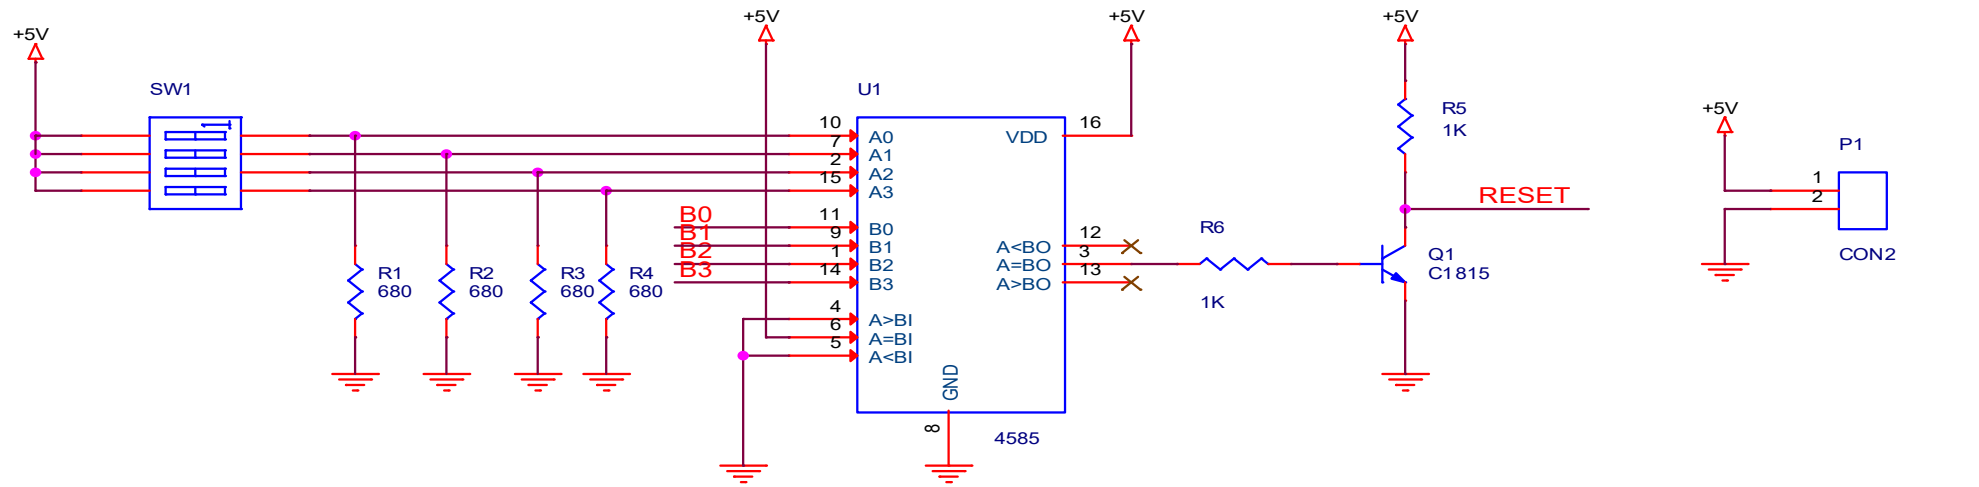 +5V
+5V
+5V
+5V
SW1
U1
+5V
R5
1K
P1
10
A0
VDD
16
7
A1
2
A2
15
A3
1
2
RESET
B0
11
B0
B1
9
B1
B2
1
B2
B3
14
B3
A<BO
12
A=BO
3
A>BO
13
R6
1K
Q1
C1815
CON2
R1
680
R2
680
R3
680
R4
680
4
A>BI
6
A=BI
5
A<BI
GND
8
4585